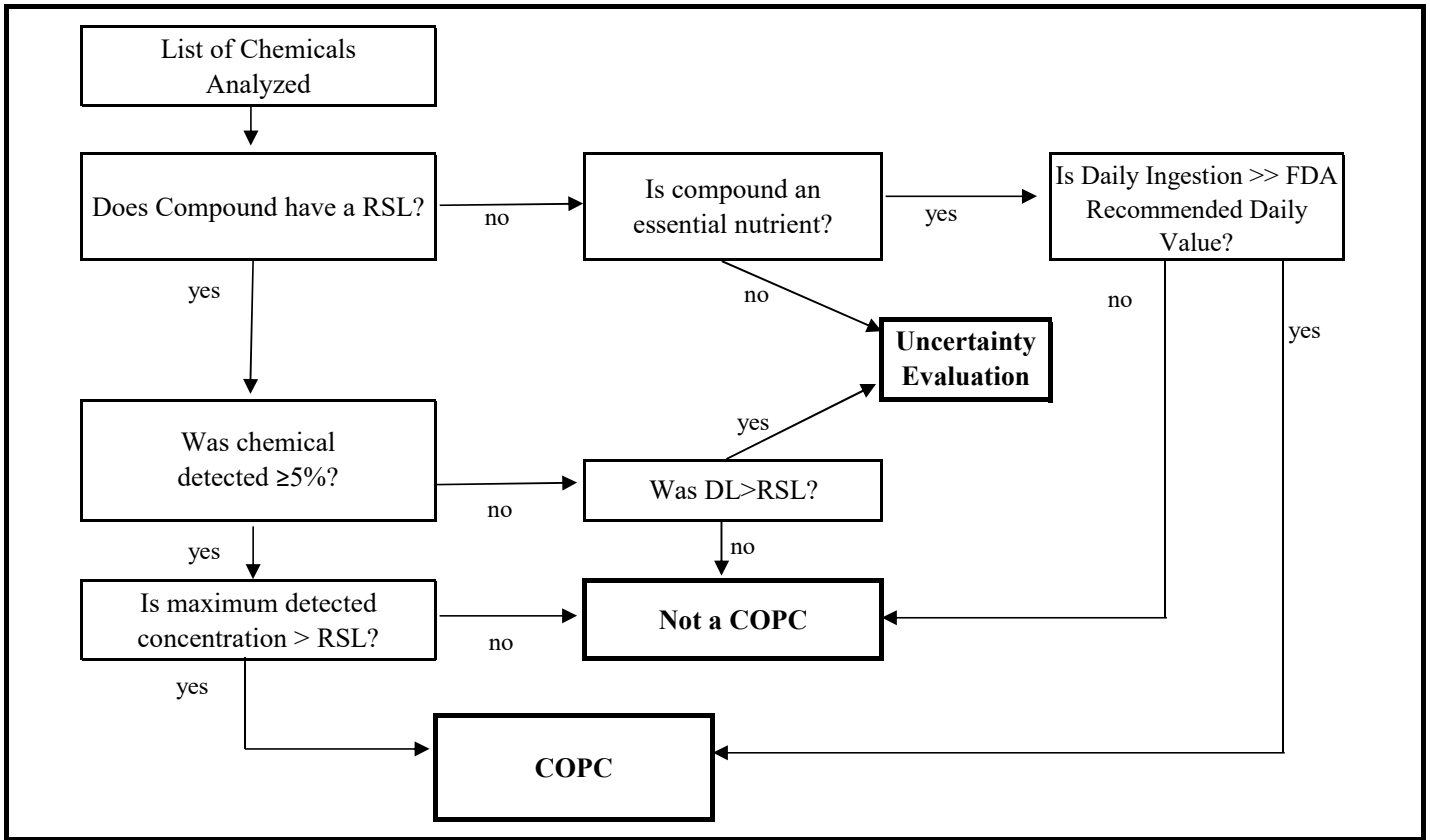 List of Chemicals
Analyzed
Does Compound have a RSL?
no
Is compound an
essential nutrient?
yes
Is Daily Ingestion >> FDA
Recommended Daily
Value?
yes
no
no
yes
Uncertainty
Evaluation
Was chemical
detected ≥5%?
no
Was DL>RSL?
yes
no
yes
Is maximum detected
concentration > RSL?
no
Not a COPC
yes
COPC